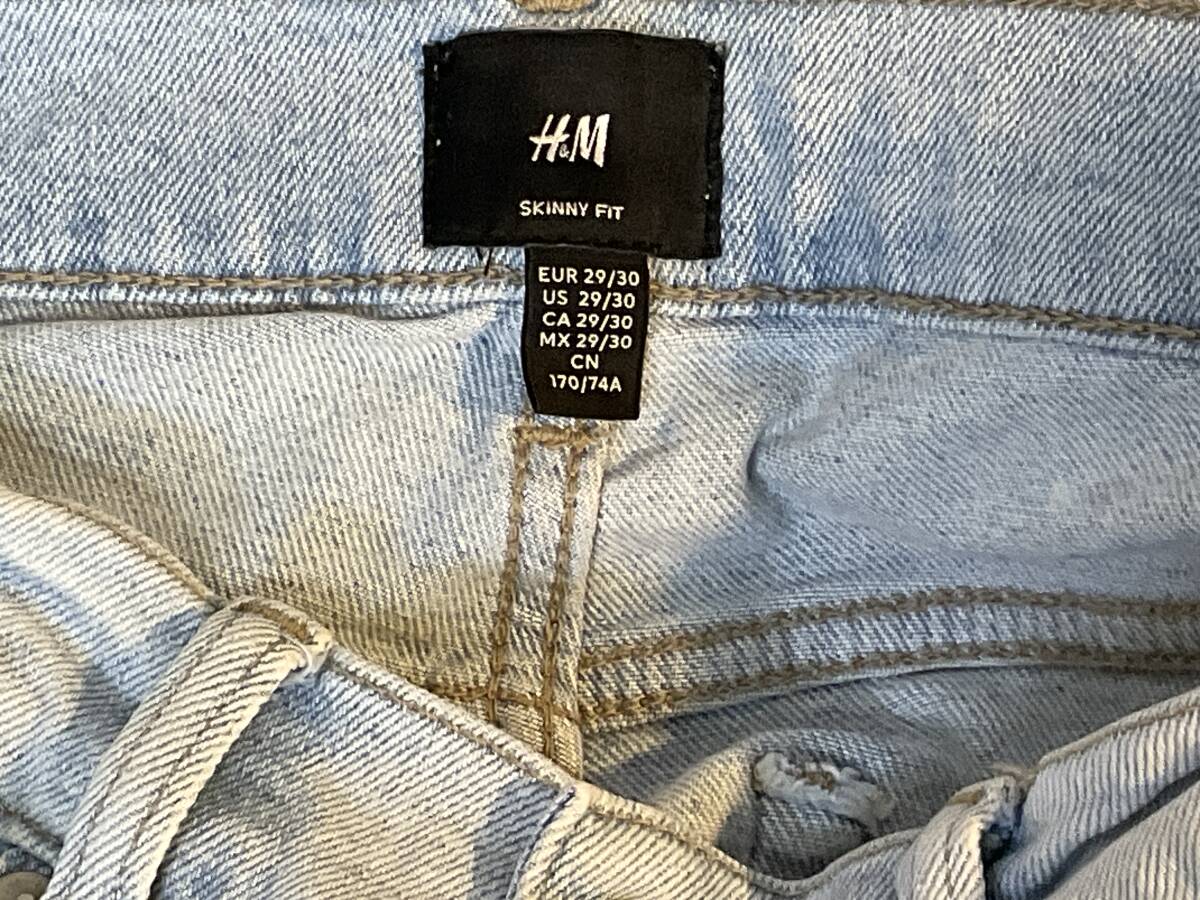 H&M
SKINNY FIT
EUR 29/30
US 29/30
CA 29/30
MX 29/30
CN
170/74A